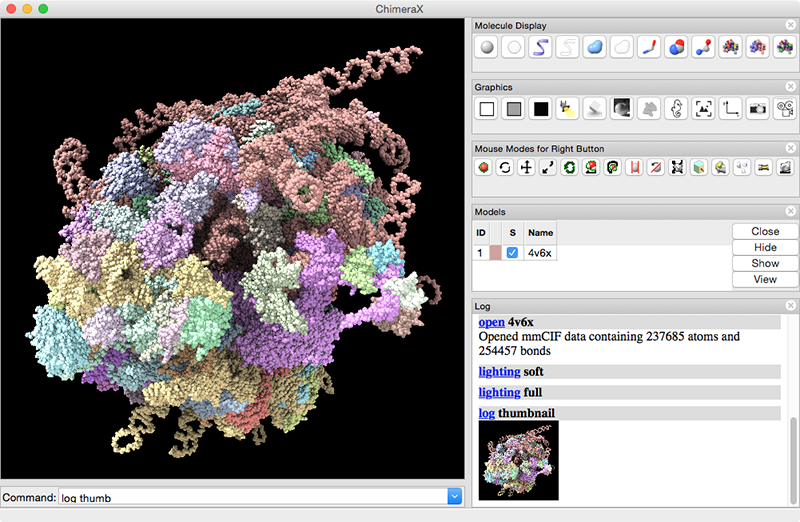 ChimeraX
Molecule Display
Graphics
Mouse Modes for Right Button
Models
ID S Name
1 4v6x
Close
Hide
Show
View
Log
open 4v6x
Opened mmCIF data containing 237685 atoms and
254457 bonds
lighting soft
lighting full
log thumbnail
Command: log thumb